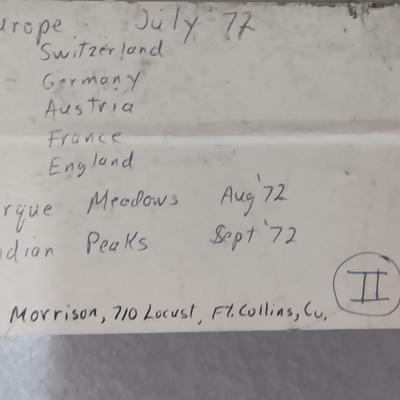 urope July '72
Switzerland
Germany
Austria
France
England
rque Meadows Aug '72
dian Peaks Sept '72
II
Morrison, 710 Locust, Ft. Collins, Co.